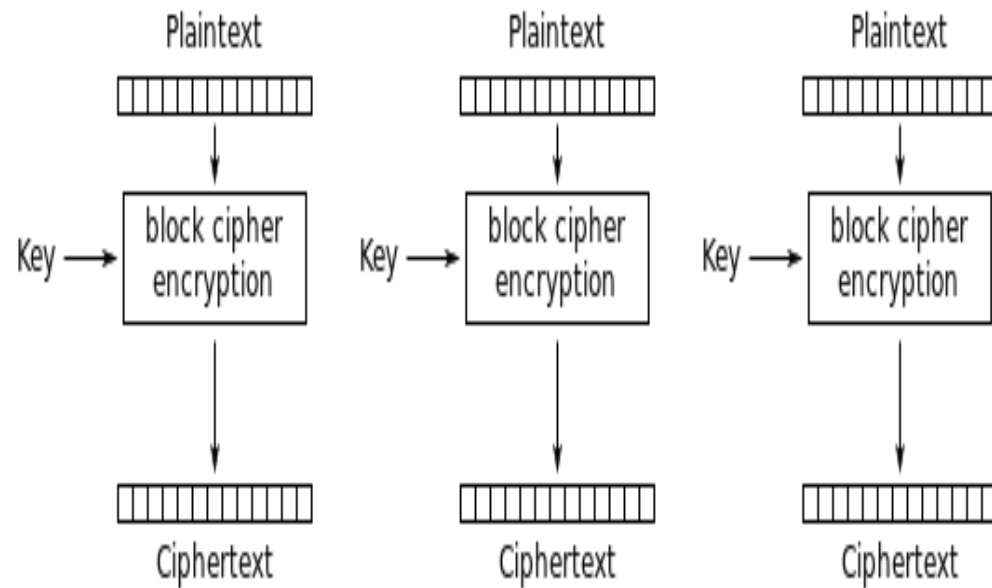 Plaintext Plaintext Plaintext
block cipher block cipher block cipher
Key Key Key
encryption encryption encryption
Ciphertext Ciphertext Ciphertext